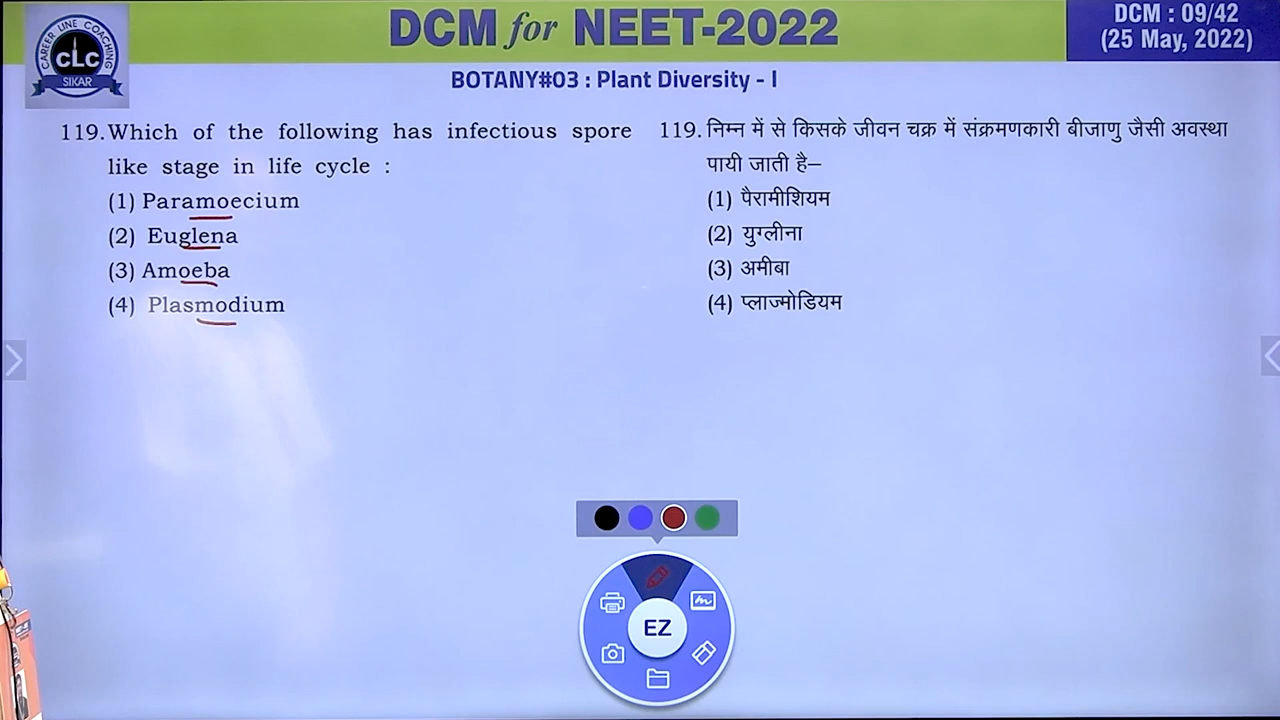 DCM for NEET-2022
DCM : 09/42
(25 May, 2022)
CAREER LINE COACHING
CLC
SIKAR
BOTANY#03 : Plant Diversity - I
119. Which of the following has infectious spore
like stage in life cycle :
(1) Paramoecium
(2) Euglena
(3) Amoeba
(4) Plasmodium
119. निम्न में से किसके जीवन चक्र में संक्रमणकारी बीजाणु जैसी अवस्था
पायी जाती है–
(1) पैरामीशियम
(2) युग्लीना
(3) अमीबा
(4) प्लाज्मोडियम
EZ